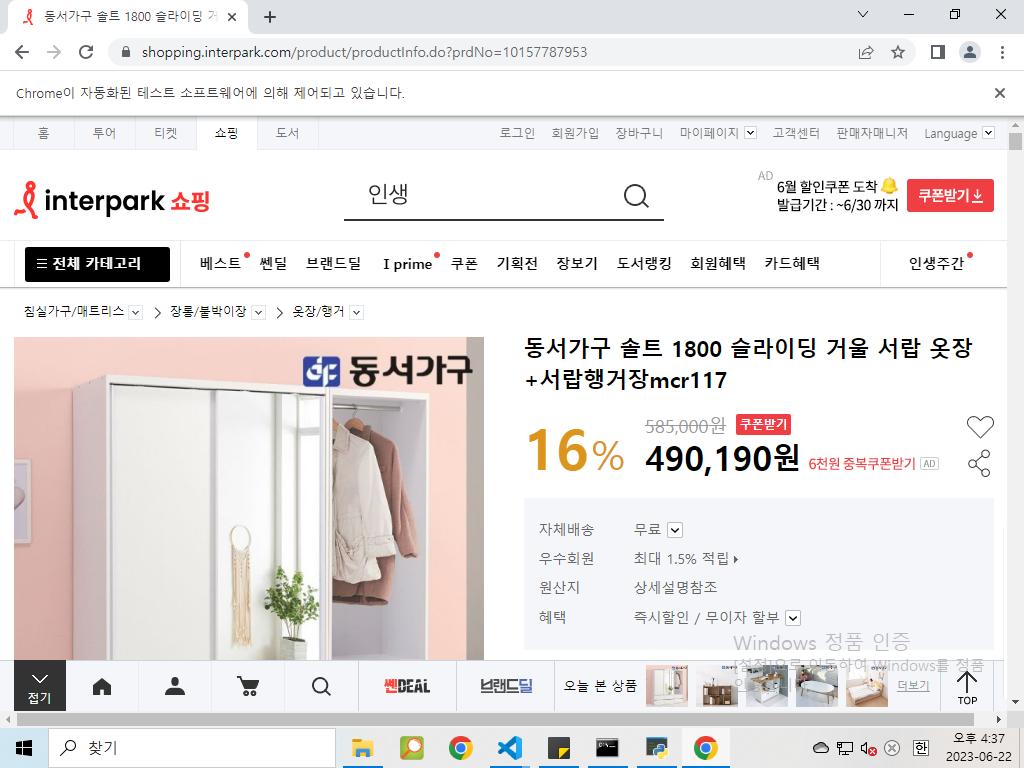 동서가구 솔트 1800 슬라이딩 거
shopping.interpark.com/product/productInfo.do?prdNo=10157787953
Chrome이 자동화된 테스트 소프트웨어에 의해 제어되고 있습니다.
홈 투어 티켓 쇼핑 도서 로그인 회원가입 장바구니 마이페이지 고객센터 판매자매니저 Language
interpark 쇼핑
인생
AD
6월 할인쿠폰 도착
발급기간 : ~6/30 까지
쿠폰받기
전체 카테고리 베스트 쎈딜 브랜드딜 I prime 쿠폰 기획전 장보기 도서랭킹 회원혜택 카드혜택 인생주간
침실가구/매트리스 장롱/붙박이장 옷장/행거
동서가구
동서가구 솔트 1800 슬라이딩 거울 서랍 옷장
+서랍행거장mcr117
16%
585,000원 쿠폰받기
490,190원 6천원 중복쿠폰받기 AD
자체배송 무료
우수회원 최대 1.5% 적립
원산지 상세설명참조
혜택 즉시할인 / 무이자 할부
Windows 정품 인증
[설정]으로 이동하여 Windows를 정품
접기
쎈DEAL
브랜드딜
오늘 본 상품
더보기
TOP
찾기
한
오후 4:37
2023-06-22